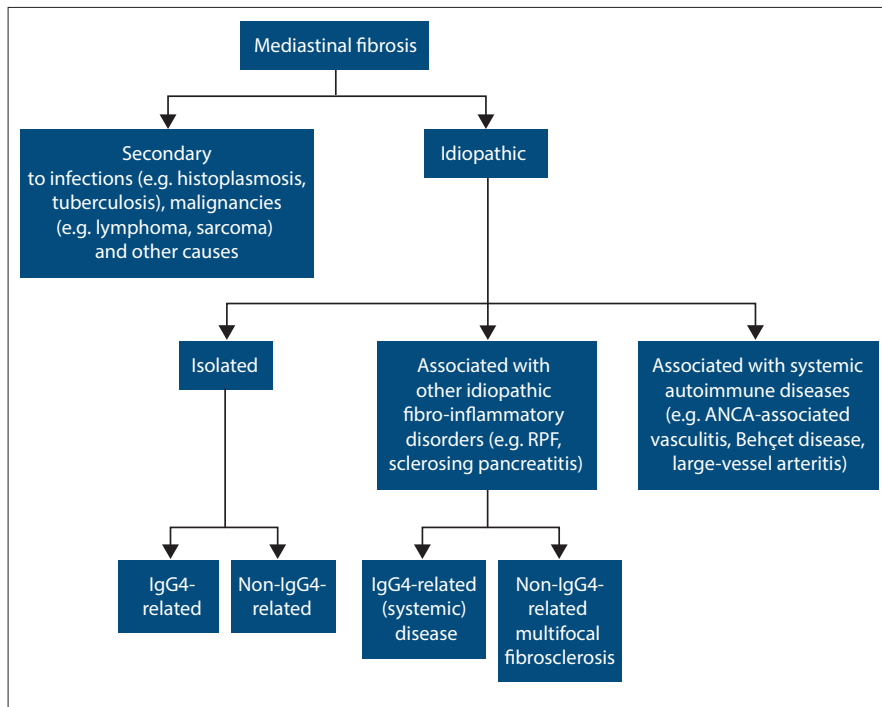 Mediastinal fibrosis
Secondary
to infections (e.g. histoplasmosis,
tuberculosis), malignancies
(e.g. lymphoma, sarcoma)
and other causes
Idiopathic
Isolated
Associated with
other idiopathic
fibro-inflammatory
disorders (e.g. RPF,
sclerosing pancreatitis)
Associated with systemic
autoimmune diseases
(e.g. ANCA-associated
vasculitis, Behçet disease,
large-vessel arteritis)
IgG4-
related
Non-IgG4-
related
IgG4-related
(systemic)
disease
Non-IgG4-
related
multifocal
fibrosclerosis